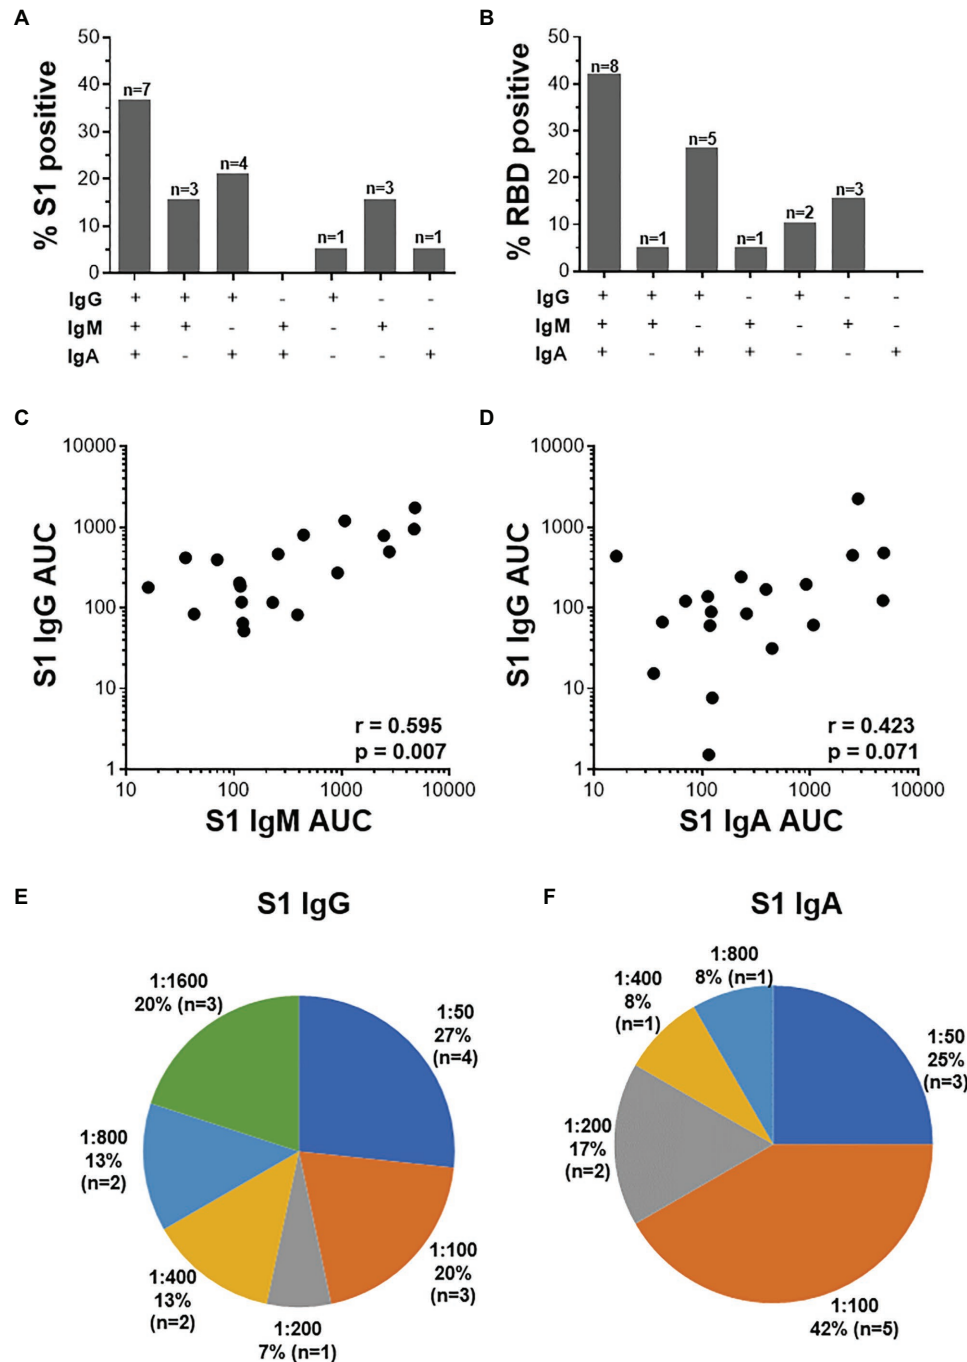 A
% S1 positive
50
40
30
20
10
0
n=7
n=3
n=4
n=1
n=3
n=1
IgG + + + - + - -
IgM + + - + - + -
IgA + - + + - - +
B
% RBD positive
50
40
30
20
10
0
n=8
n=1
n=5
n=1
n=2
n=3
IgG + + + - + - -
IgM + + - + - + -
IgA + - + + - - +
C
S1 IgG AUC
10000
1000
100
10
1
r = 0.595
p = 0.007
10 100 1000 10000
S1 IgM AUC
D
S1 IgG AUC
10000
1000
100
10
1
r = 0.423
p = 0.071
10 100 1000 10000
S1 IgA AUC
E
S1 IgG
1:1600
20% (n=3)
1:50
27%
(n=4)
1:800
13%
(n=2)
1:100
20%
(n=3)
1:400
13%
(n=2)
1:200
7% (n=1)
F
S1 IgA
1:800
8% (n=1)
1:400
8%
(n=1)
1:50
25%
(n=3)
1:200
17%
(n=2)
1:100
42% (n=5)